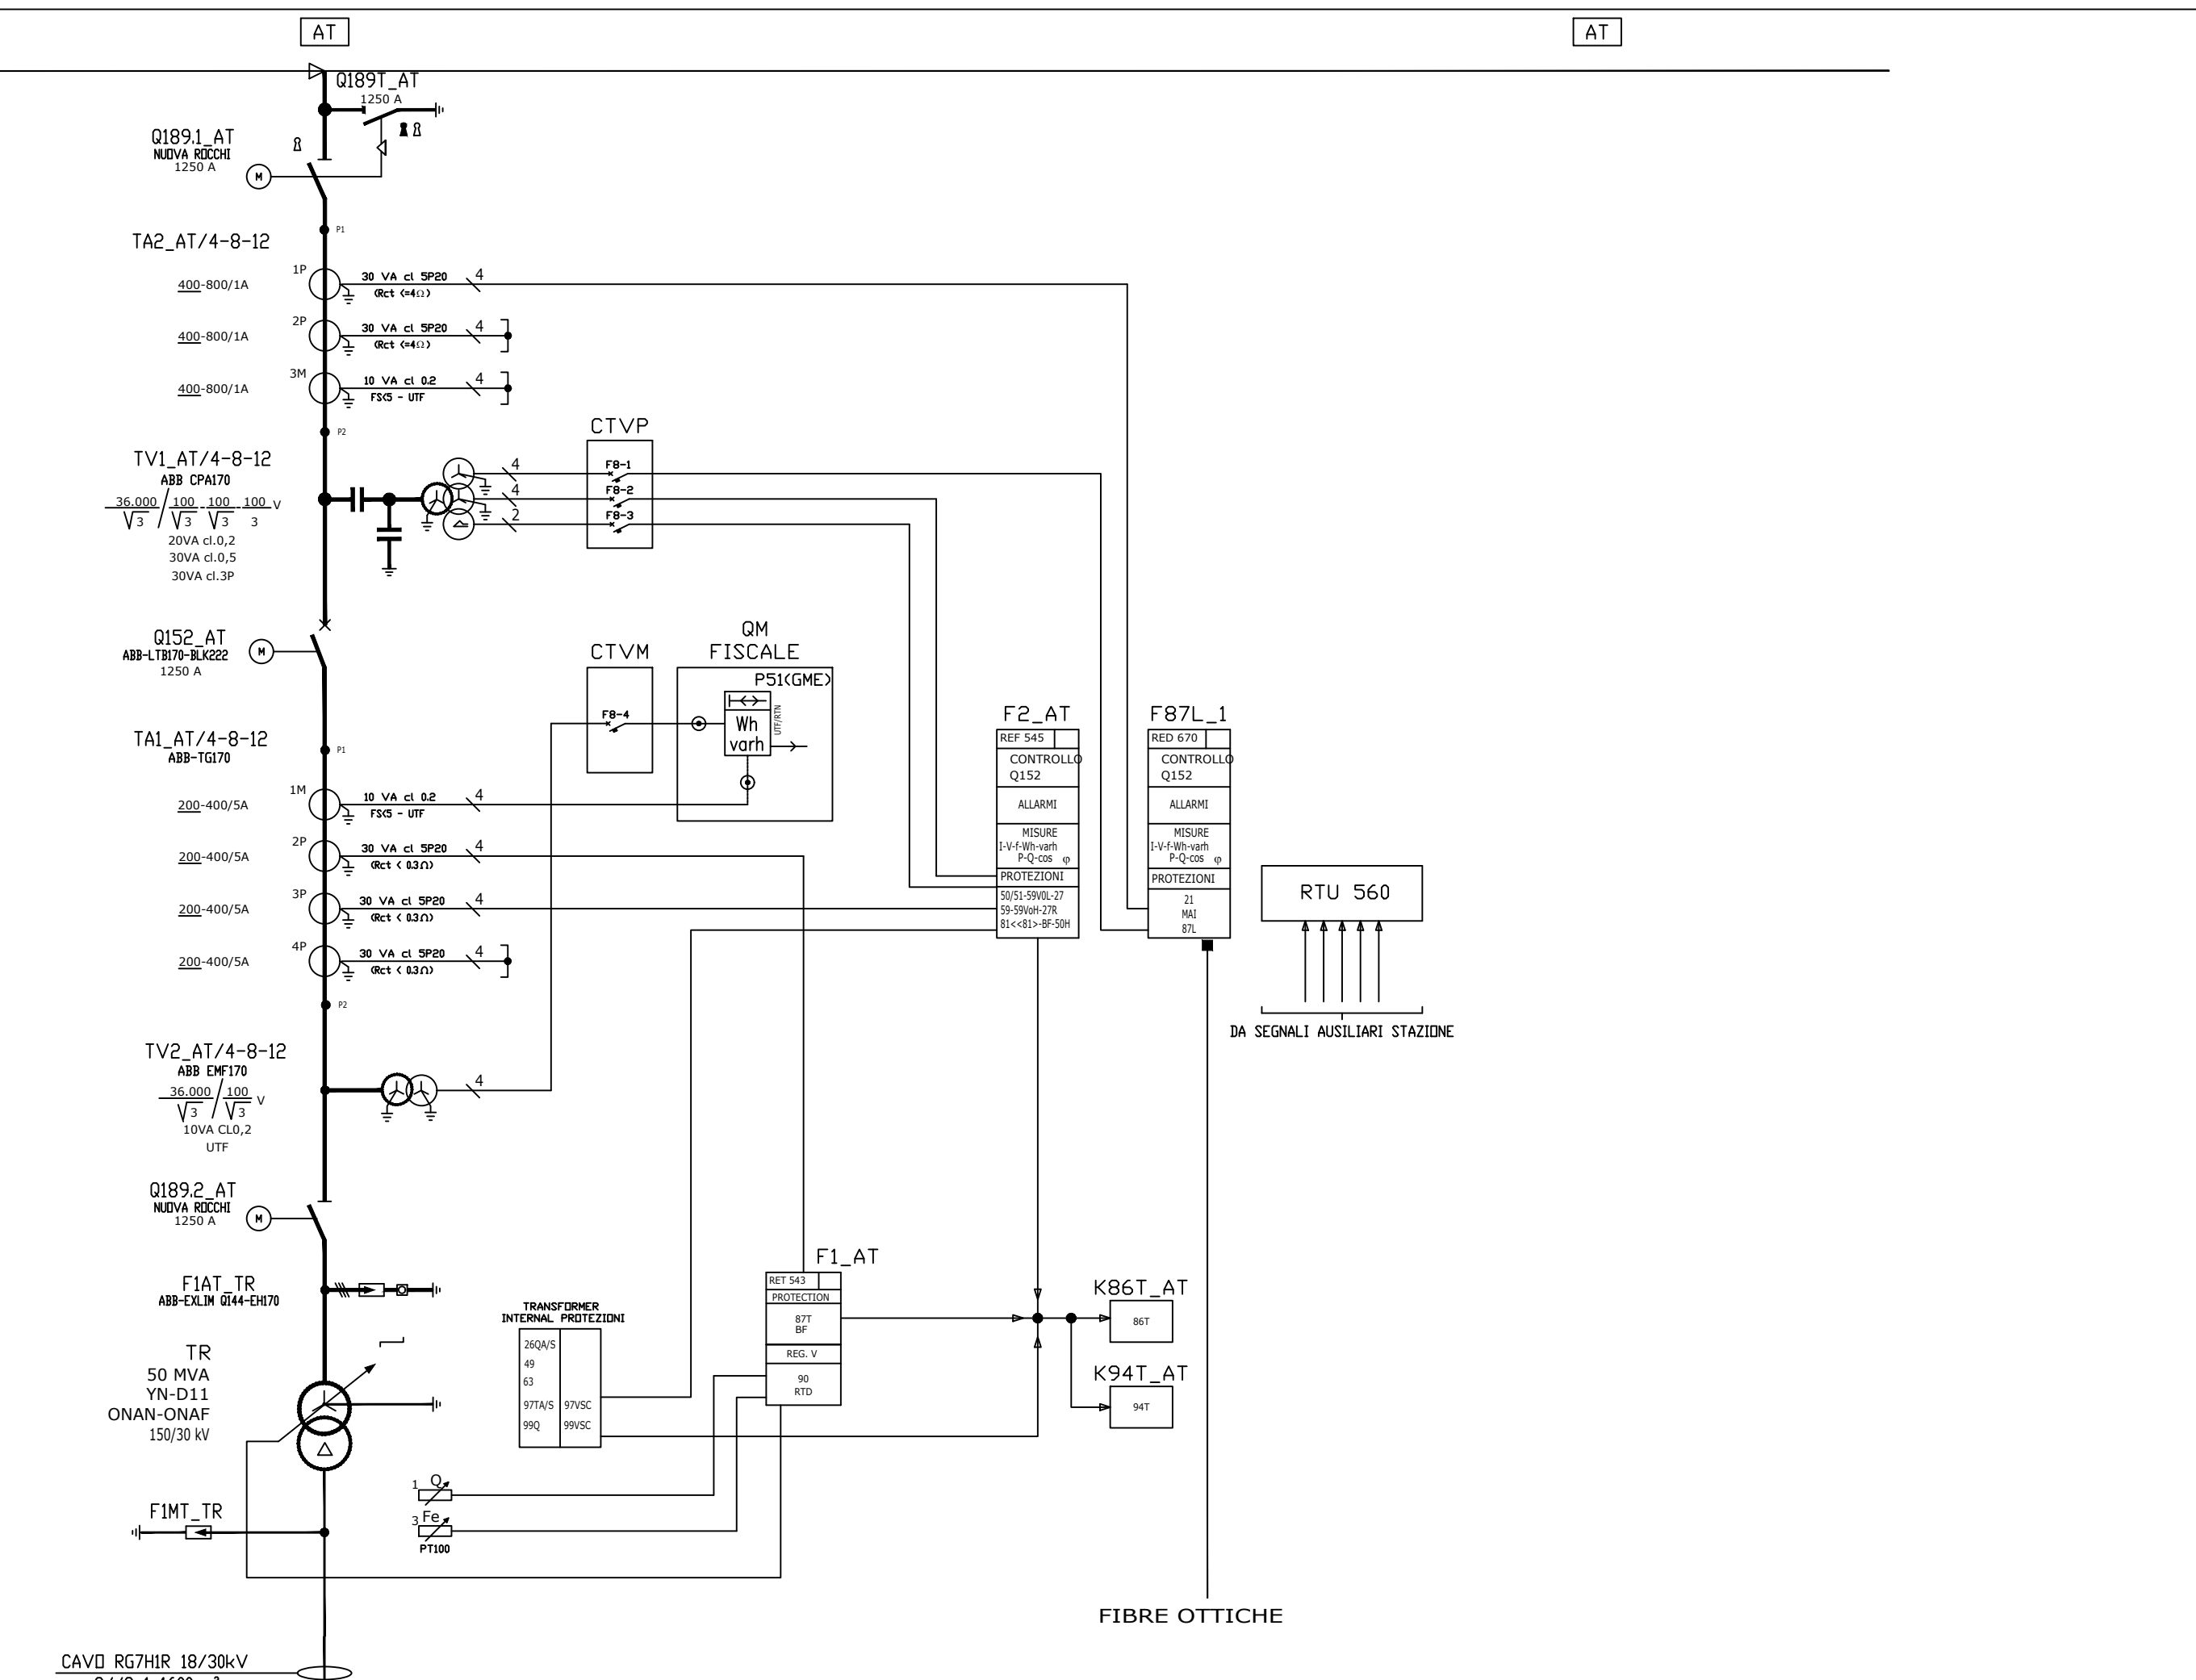 AT
AT
Q189T_AT
1250 A
Q189.1_AT
NUOVA ROCCHI
1250 A
M
P1
TA2_AT/4-8-12
1P
400-800/1A
30 VA cl 5P20
(Rct <=4Ω)
4
2P
400-800/1A
30 VA cl 5P20
(Rct <=4Ω)
4
3M
400-800/1A
10 VA cl 0.2
FS<5 - UTF
4
P2
CTVP
TV1_AT/4-8-12
ABB CPA170
36.000/√3 / 100/√3 - 100/√3 - 100/3 V
20VA cl.0,2
30VA cl.0,5
30VA cl.3P
4
4
2
F8-1
F8-2
F8-3
Q152_AT
ABB-LTB170-BLK222
1250 A
M
CTVM
F8-4
QM
FISCALE
P51(GME)
Wh
varh
UTF/RTN
TA1_AT/4-8-12
ABB-TG170
P1
1M
200-400/5A
10 VA cl 0.2
FS<5 - UTF
4
2P
200-400/5A
30 VA cl 5P20
(Rct < 0.3Ω)
4
3P
200-400/5A
30 VA cl 5P20
(Rct < 0.3Ω)
4
4P
200-400/5A
30 VA cl 5P20
(Rct < 0.3Ω)
4
P2
F2_AT
REF 545
CONTROLLO
Q152
ALLARMI
MISURE
I-V-f-Wh-varh
P-Q-cos φ
PROTEZIONI
50/51-59V0L-27
59-59VoH-27R
81<<81>-BF-50H
F87L_1
RED 670
CONTROLLO
Q152
ALLARMI
MISURE
I-V-f-Wh-varh
P-Q-cos φ
PROTEZIONI
21
MAI
87L
RTU 560
DA SEGNALI AUSILIARI STAZIONE
TV2_AT/4-8-12
ABB EMF170
36.000/√3 / 100/√3 V
10VA CL0,2
UTF
4
Q189.2_AT
NUOVA ROCCHI
1250 A
M
F1AT_TR
ABB-EXLIM Q144-EH170
TR
50 MVA
YN-D11
ONAN-ONAF
150/30 kV
TRANSFORMER
INTERNAL PROTEZIONI
26QA/S
49
63
97TA/S
97VSC
99Q
99VSC
F1_AT
RET 543
PROTECTION
87T
BF
REG. V
90
RTD
K86T_AT
86T
K94T_AT
94T
1
Q
3
Fe
PT100
F1MT_TR
FIBRE OTTICHE
CAVO RG7H1R 18/30kV